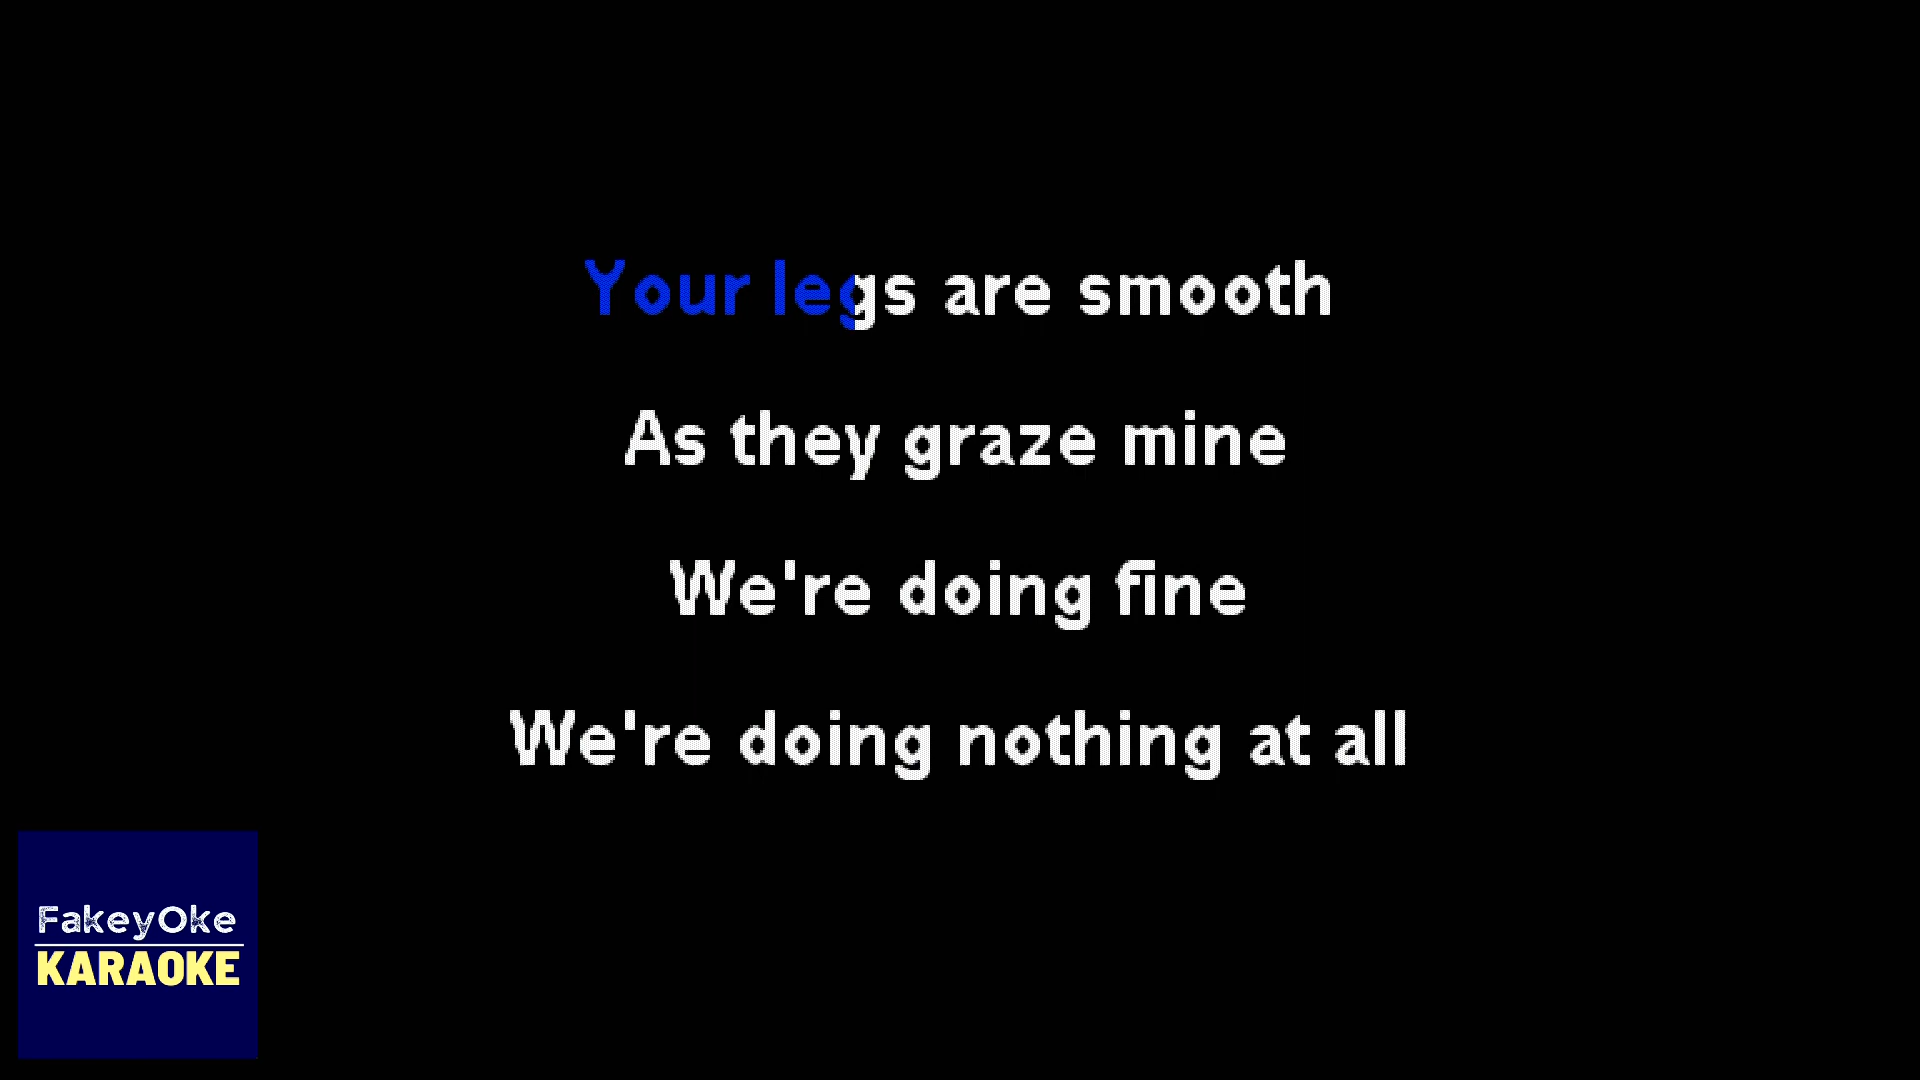 Your legs are smooth
As they graze mine
We're doing fine
We're doing nothing at all
FakeyOke
KARAOKE